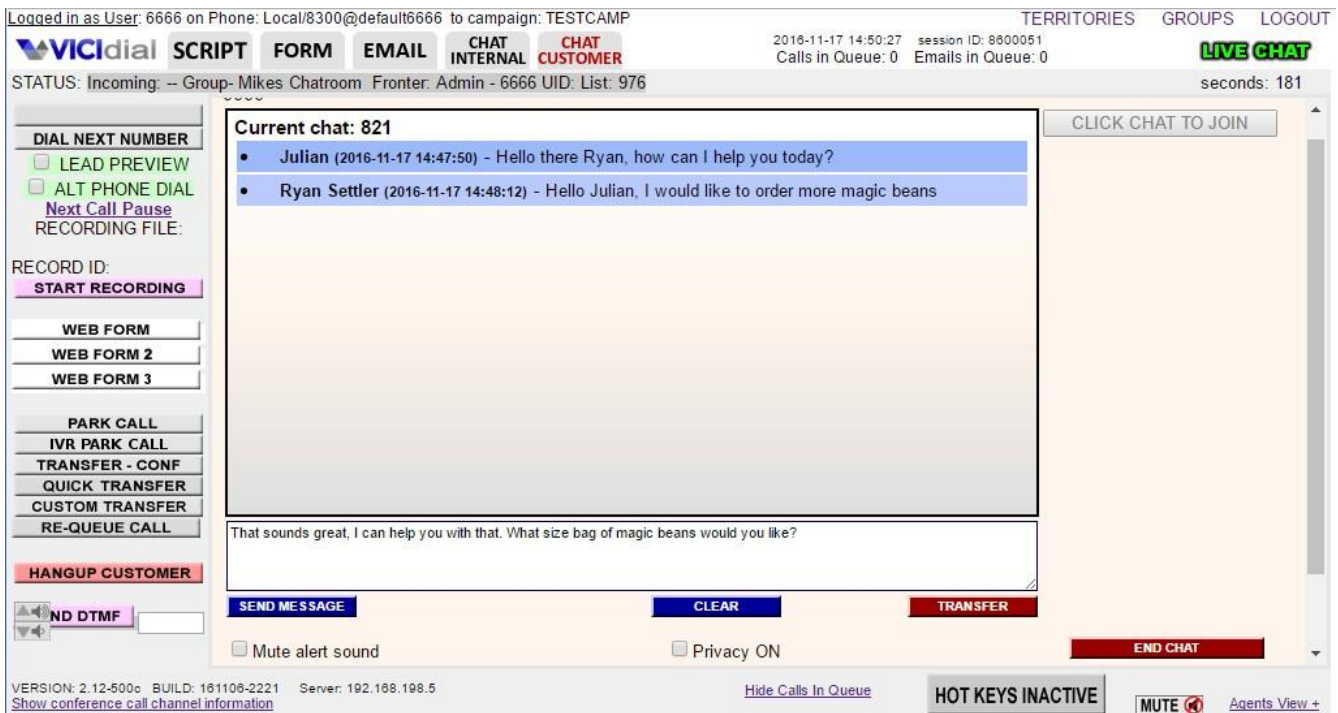 Logged in as User: 6666 on Phone: Local/8300@default6666 to campaign: TESTCAMP
TERRITORIES GROUPS LOGOUT
VICIdial SCRIPT FORM EMAIL CHAT INTERNAL CHAT CUSTOMER
2016-11-17 14:50:27 session ID: 8600051
Calls in Queue: 0 Emails in Queue: 0
LIVE CHAT
STATUS: Incoming: -- Group- Mikes Chatroom Fronter: Admin - 6666 UID: List: 976
seconds: 181
DIAL NEXT NUMBER
LEAD PREVIEW
ALT PHONE DIAL
Next Call Pause
RECORDING FILE:
RECORD ID:
START RECORDING
WEB FORM
WEB FORM 2
WEB FORM 3
PARK CALL
IVR PARK CALL
TRANSFER - CONF
QUICK TRANSFER
CUSTOM TRANSFER
RE-QUEUE CALL
HANGUP CUSTOMER
ND DTMF
Current chat: 821
• Julian (2016-11-17 14:47:50) - Hello there Ryan, how can I help you today?
• Ryan Settler (2016-11-17 14:48:12) - Hello Julian, I would like to order more magic beans
CLICK CHAT TO JOIN
That sounds great, I can help you with that. What size bag of magic beans would you like?
SEND MESSAGE CLEAR TRANSFER
Mute alert sound Privacy ON END CHAT
VERSION: 2.12-500c BUILD: 161106-2221 Server: 192.168.198.5
Show conference call channel information
Hide Calls In Queue
HOT KEYS INACTIVE
MUTE
Agents View +